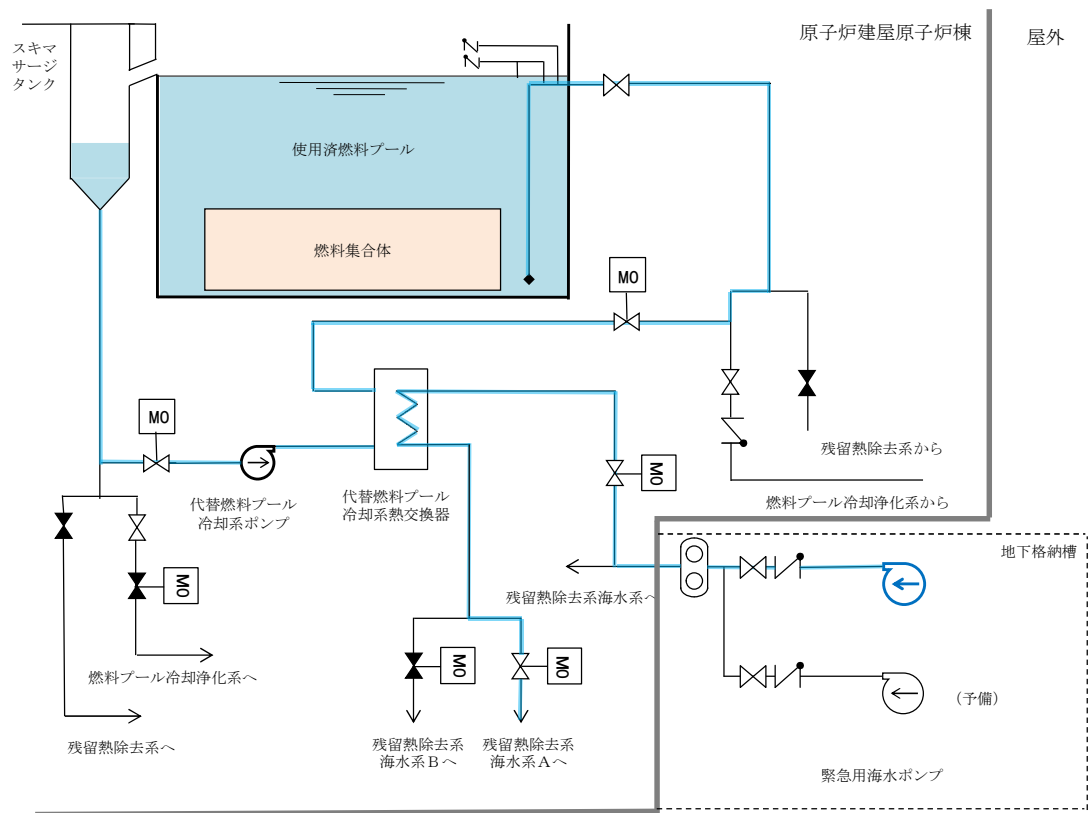 原子炉建屋原子炉棟
屋外
スキマ
サージ
タンク
使用済燃料プール
燃料集合体
MO
MO
代替燃料プール
冷却系ポンプ
代替燃料プール
冷却系熱交換器
MO
残留熱除去系から
燃料プール冷却浄化系から
地下格納槽
MO
残留熱除去系海水系へ
MO
MO
燃料プール冷却浄化系へ
残留熱除去系へ
残留熱除去系
海水系Bへ
残留熱除去系
海水系Aへ
(予備)
緊急用海水ポンプ